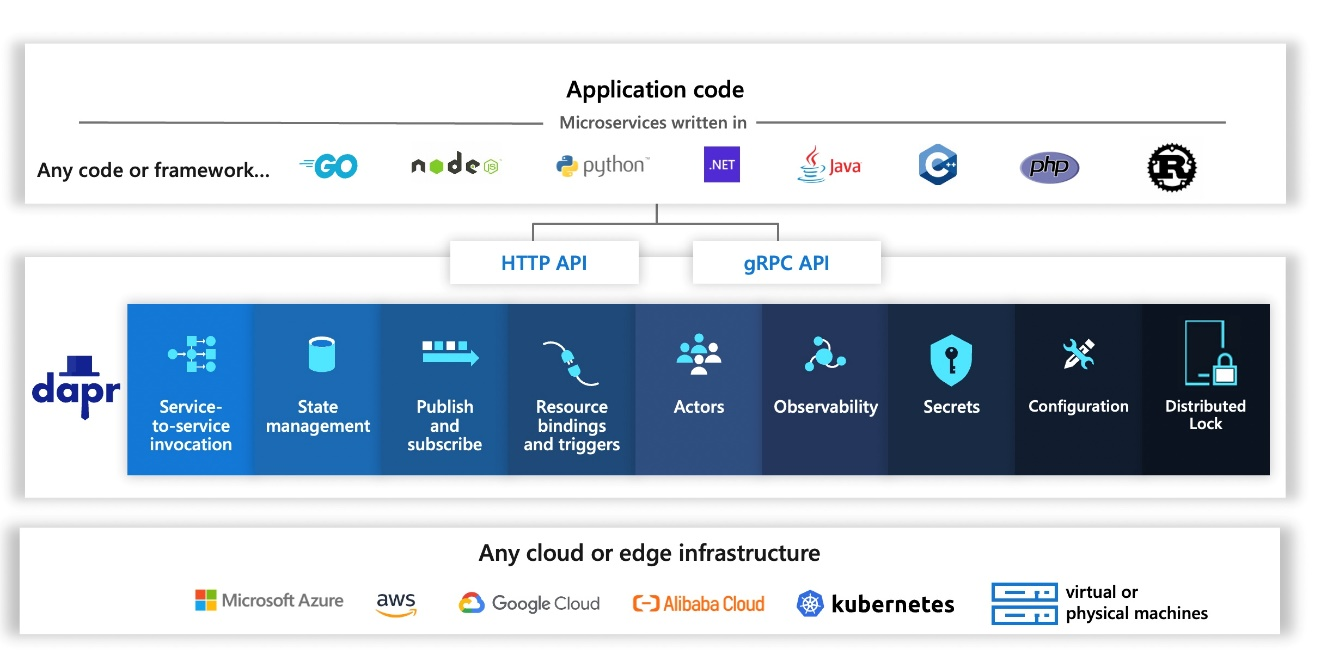 Application code
Microservices written in
Any code or framework...
GO
node
JS
python™
.NET
Java
C++
php
R
HTTP API
gRPC API
dapr
Service-
to-service
invocation
State
management
Publish
and
subscribe
Resource
bindings
and triggers
Actors
Observability
Secrets
Configuration
Distributed
Lock
Any cloud or edge infrastructure
Microsoft Azure
aws
Google Cloud
Alibaba Cloud
kubernetes
virtual or
physical machines